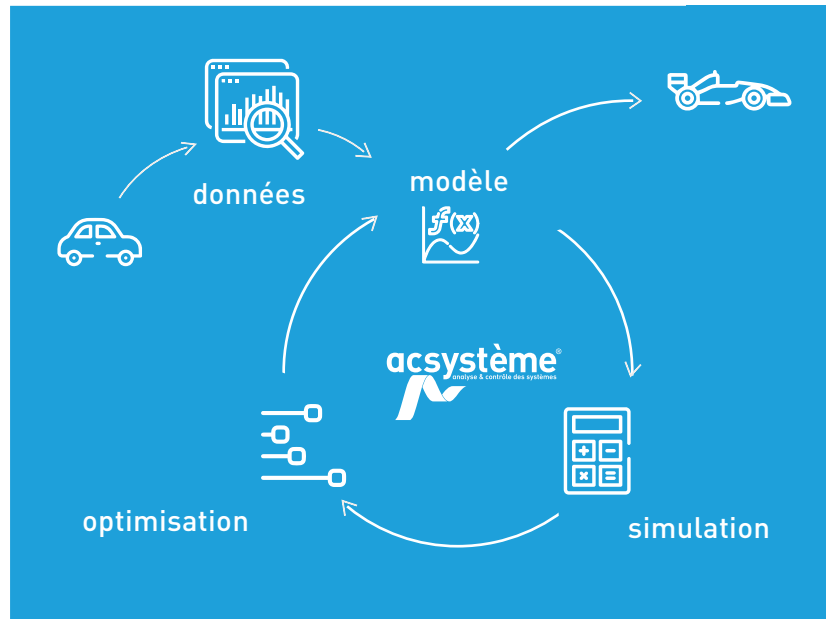 données
modèle
f(x)
acsystème®
analyse & contrôle des systèmes
optimisation
simulation